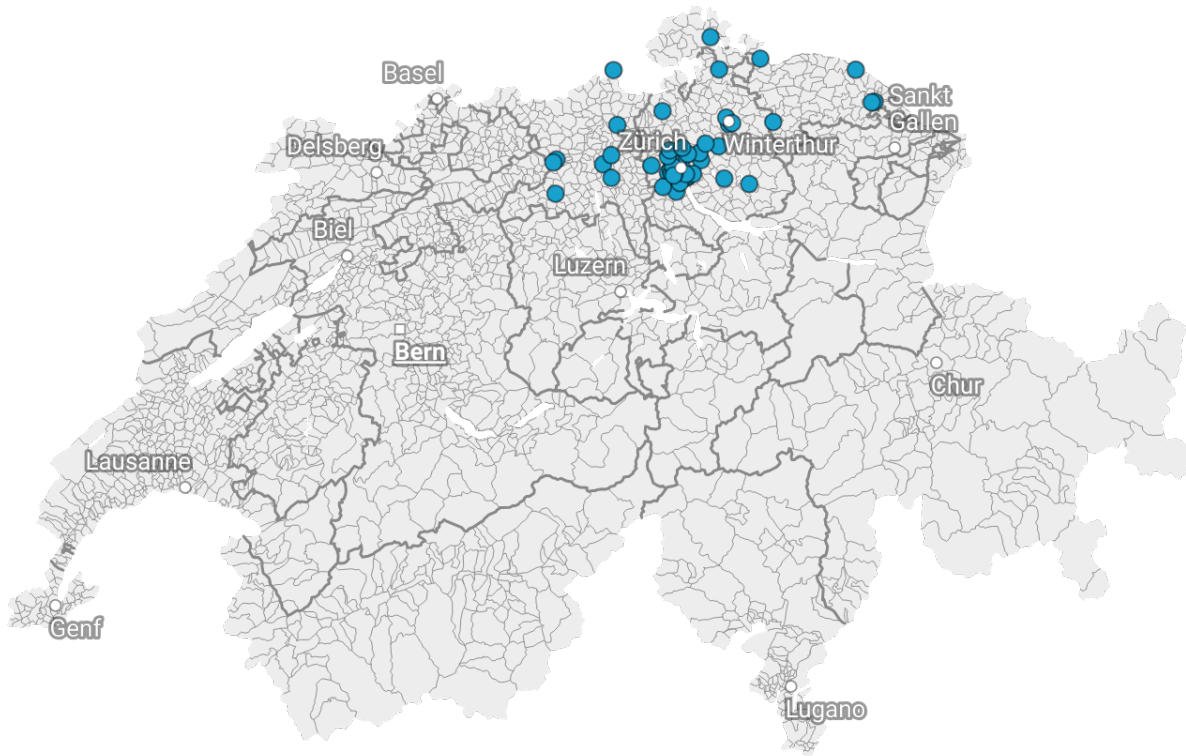 Basel
Sankt
Gallen
Delsberg
Zürich
Winterthur
Biel
Luzern
Bern
Chur
Lausanne
Genf
Lugano